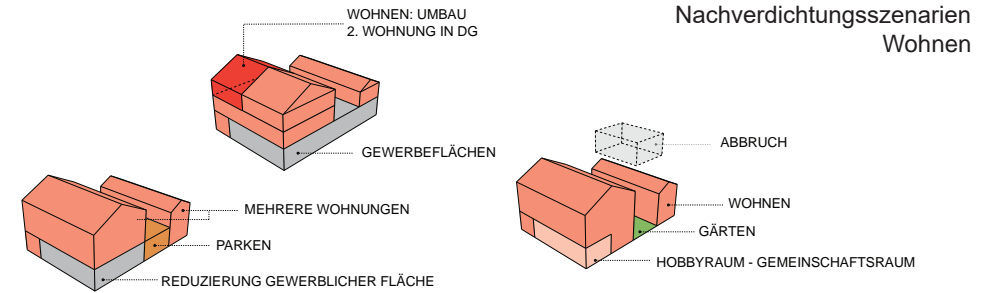 Nachverdichtungsszenarien
Wohnen
WOHNEN: UMBAU
2. WOHNUNG IN DG
GEWERBEFLÄCHEN
ABBRUCH
MEHRERE WOHNUNGEN
PARKEN
REDUZIERUNG GEWERBLICHER FLÄCHE
WOHNEN
GÄRTEN
HOBBYRAUM - GEMEINSCHAFTSRAUM